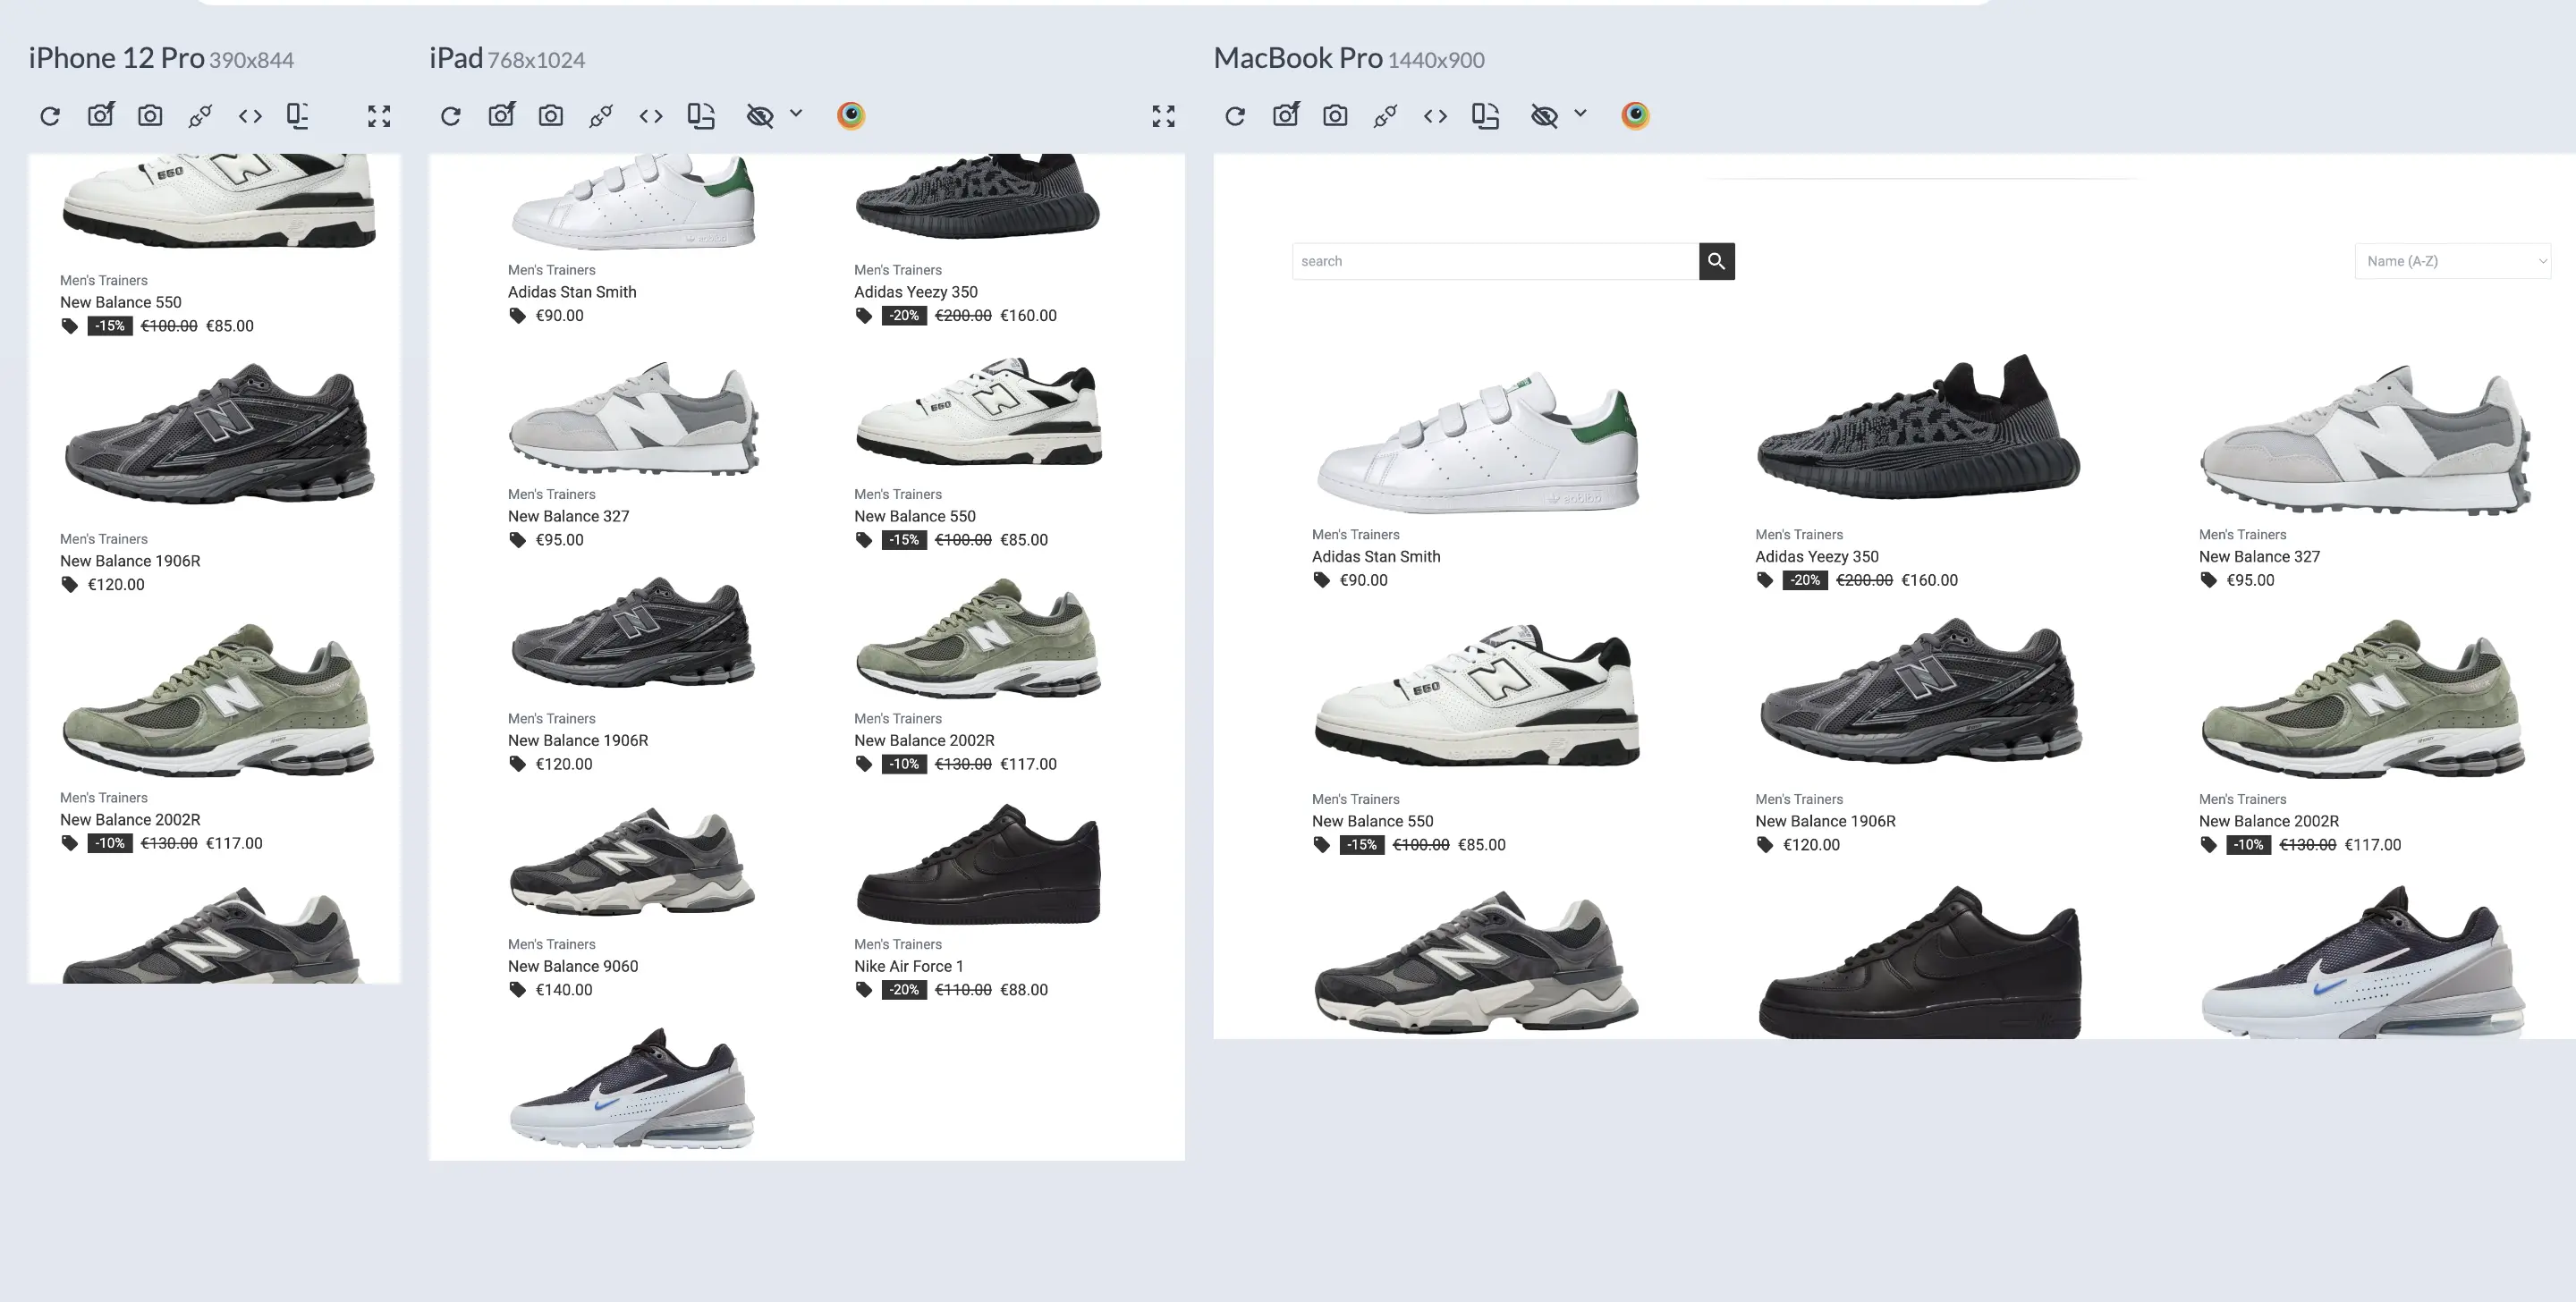 iPhone 12 Pro 390x844
550
Men's Trainers
New Balance 550
-15% €100.00 €85.00
N
Men's Trainers
New Balance 1906R
€120.00
N
Men's Trainers
New Balance 2002R
-10% €130.00 €117.00
iPad 768x1024
Men's Trainers
Adidas Stan Smith
€90.00
Men's Trainers
Adidas Yeezy 350
-20% €200.00 €160.00
550
Men's Trainers
New Balance 327
€95.00
Men's Trainers
New Balance 550
-15% €100.00 €85.00
N
N
Men's Trainers
New Balance 1906R
€120.00
Men's Trainers
New Balance 2002R
-10% €130.00 €117.00
Men's Trainers
New Balance 9060
€140.00
Men's Trainers
Nike Air Force 1
-20% €110.00 €88.00
MacBook Pro 1440x900
search
Name (A-Z)
Men's Trainers
Adidas Stan Smith
€90.00
Men's Trainers
Adidas Yeezy 350
-20% €200.00 €160.00
Men's Trainers
New Balance 327
€95.00
550
N
N
Men's Trainers
New Balance 550
-15% €100.00 €85.00
Men's Trainers
New Balance 1906R
€120.00
Men's Trainers
New Balance 2002R
-10% €130.00 €117.00